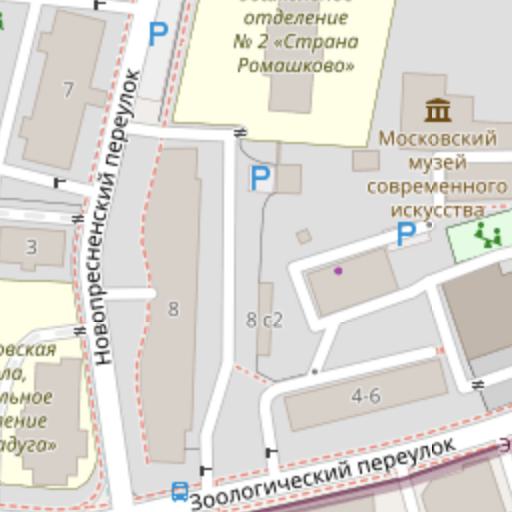 отделение
№ 2 «Страна
Ромашково»
P
7
Новопресненский переулок
Московский
музей
современного
искусства
P
P
3
8
8 с2
4-6
Зоологический переулок